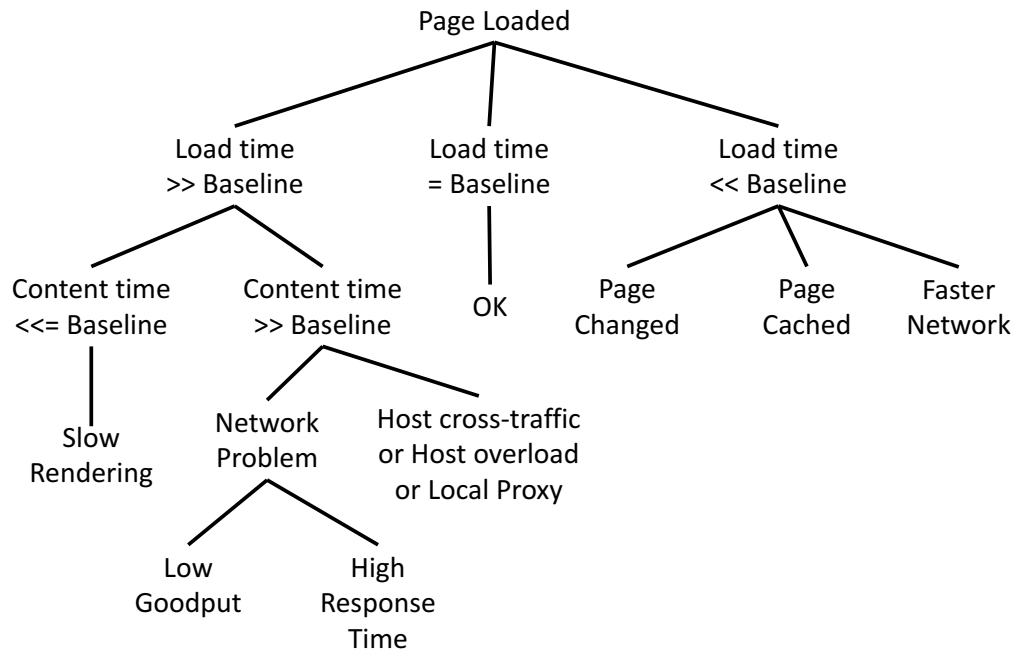 Page Loaded
Load time
>> Baseline
Load time
= Baseline
Load time
<< Baseline
Content time
<<= Baseline
Content time
>> Baseline
OK
Page
Changed
Page
Cached
Faster
Network
Slow
Rendering
Network
Problem
Host cross-traffic
or Host overload
or Local Proxy
Low
Goodput
High
Response
Time